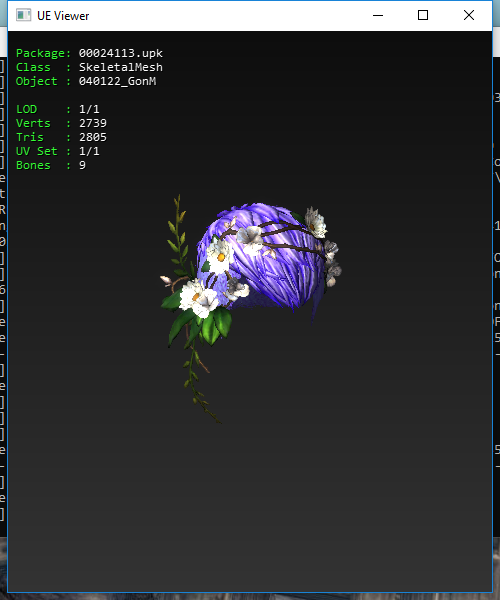 UE Viewer
Package: 00024113.upk
Class : SkeletalMesh
Object : 040122_GonM
LOD : 1/1
Verts : 2739
Tris : 2805
UV Set : 1/1
Bones : 9